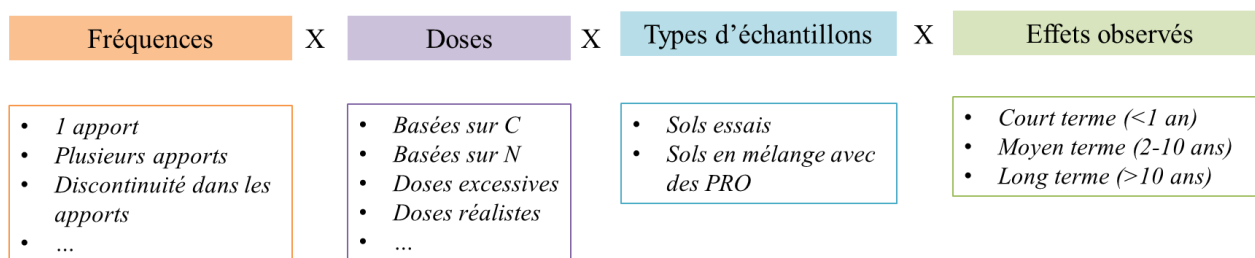 Fréquences X Doses X Types d'échantillons X Effets observés
• 1 apport
• Plusieurs apports
• Discontinuité dans les
apports
• ...
• Basées sur C
• Basées sur N
• Doses excessives
• Doses réalistes
• ...
• Sols essais
• Sols en mélange avec
des PRO
• Court terme (<1 an)
• Moyen terme (2-10 ans)
• Long terme (>10 ans)